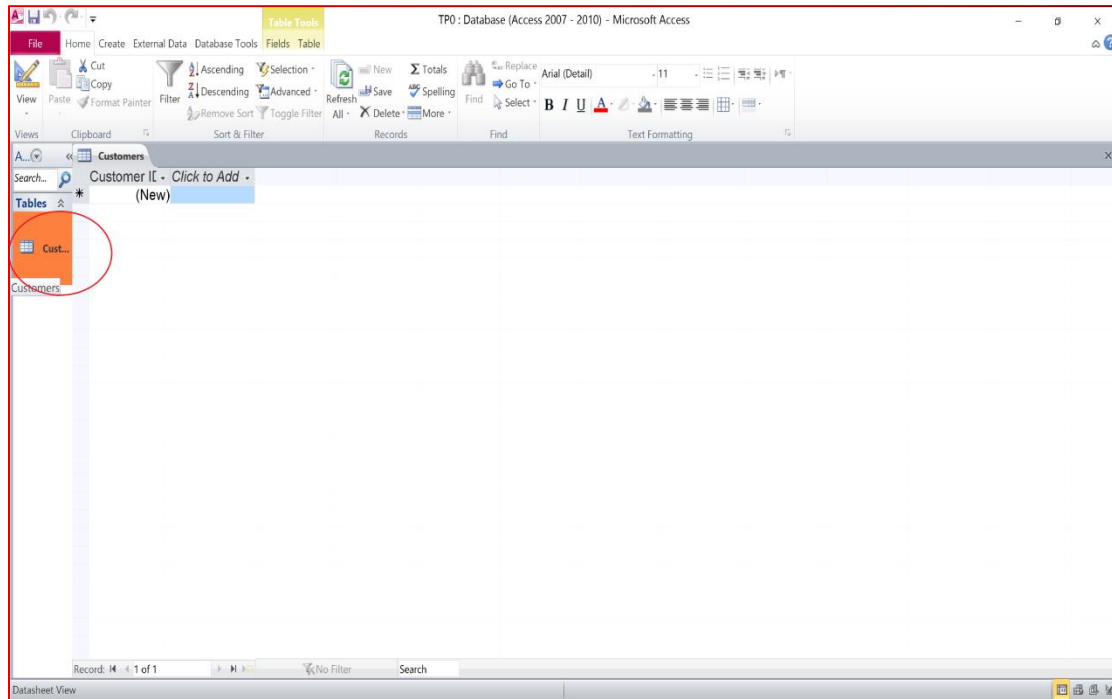 TP0 : Database (Access 2007 - 2010) - Microsoft Access
Table Tools
File Home Create External Data Database Tools Fields Table
View
Paste
Cut
Copy
Format Painter
Filter
Ascending
Descending
Remove Sort
Selection
Advanced
Toggle Filter
Refresh
All
New
Save
Delete
Totals
Spelling
More
Find
Replace
Go To
Select
Arial (Detail) 11
B I U A
Views Clipboard Sort & Filter Records Find Text Formatting
A... Customers
Search...
Customer ID Click to Add
Tables
(New)
Cust...
Customers
Record: 1 of 1 No Filter Search
Datasheet View